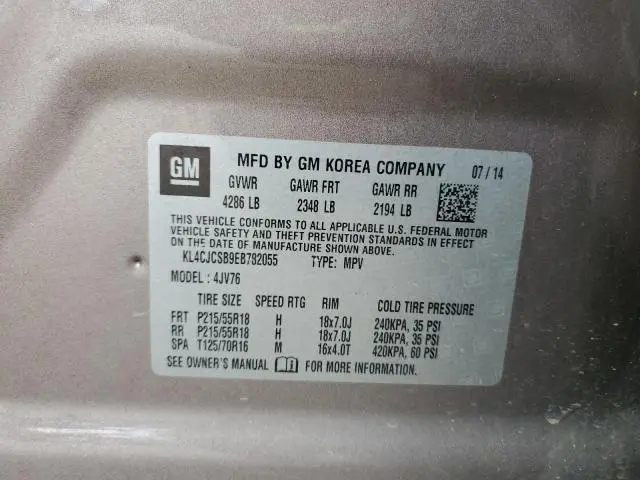 GM MFD BY GM KOREA COMPANY 07/14
GVWR GAWR FRT GAWR RR
4286 LB 2348 LB 2194 LB
THIS VEHICLE CONFORMS TO ALL APPLICABLE U.S. FEDERAL MOTOR
VEHICLE SAFETY AND THEFT PREVENTION STANDARDS IN EFFECT
ON THE DATE OF MANUFACTURE SHOWN ABOVE.
KL4CJCSB9EB782055 TYPE: MPV
MODEL: 4JV76
TIRE SIZE SPEED RTG RIM COLD TIRE PRESSURE
FRT P215/55R18 H 18x7.0J 240KPA, 35 PSI
RR P215/55R18 H 18x7.0J 240KPA, 35 PSI
SPA T125/70R16 M 16x4.0T 420KPA, 60 PSI
SEE OWNER'S MANUAL FOR MORE INFORMATION.